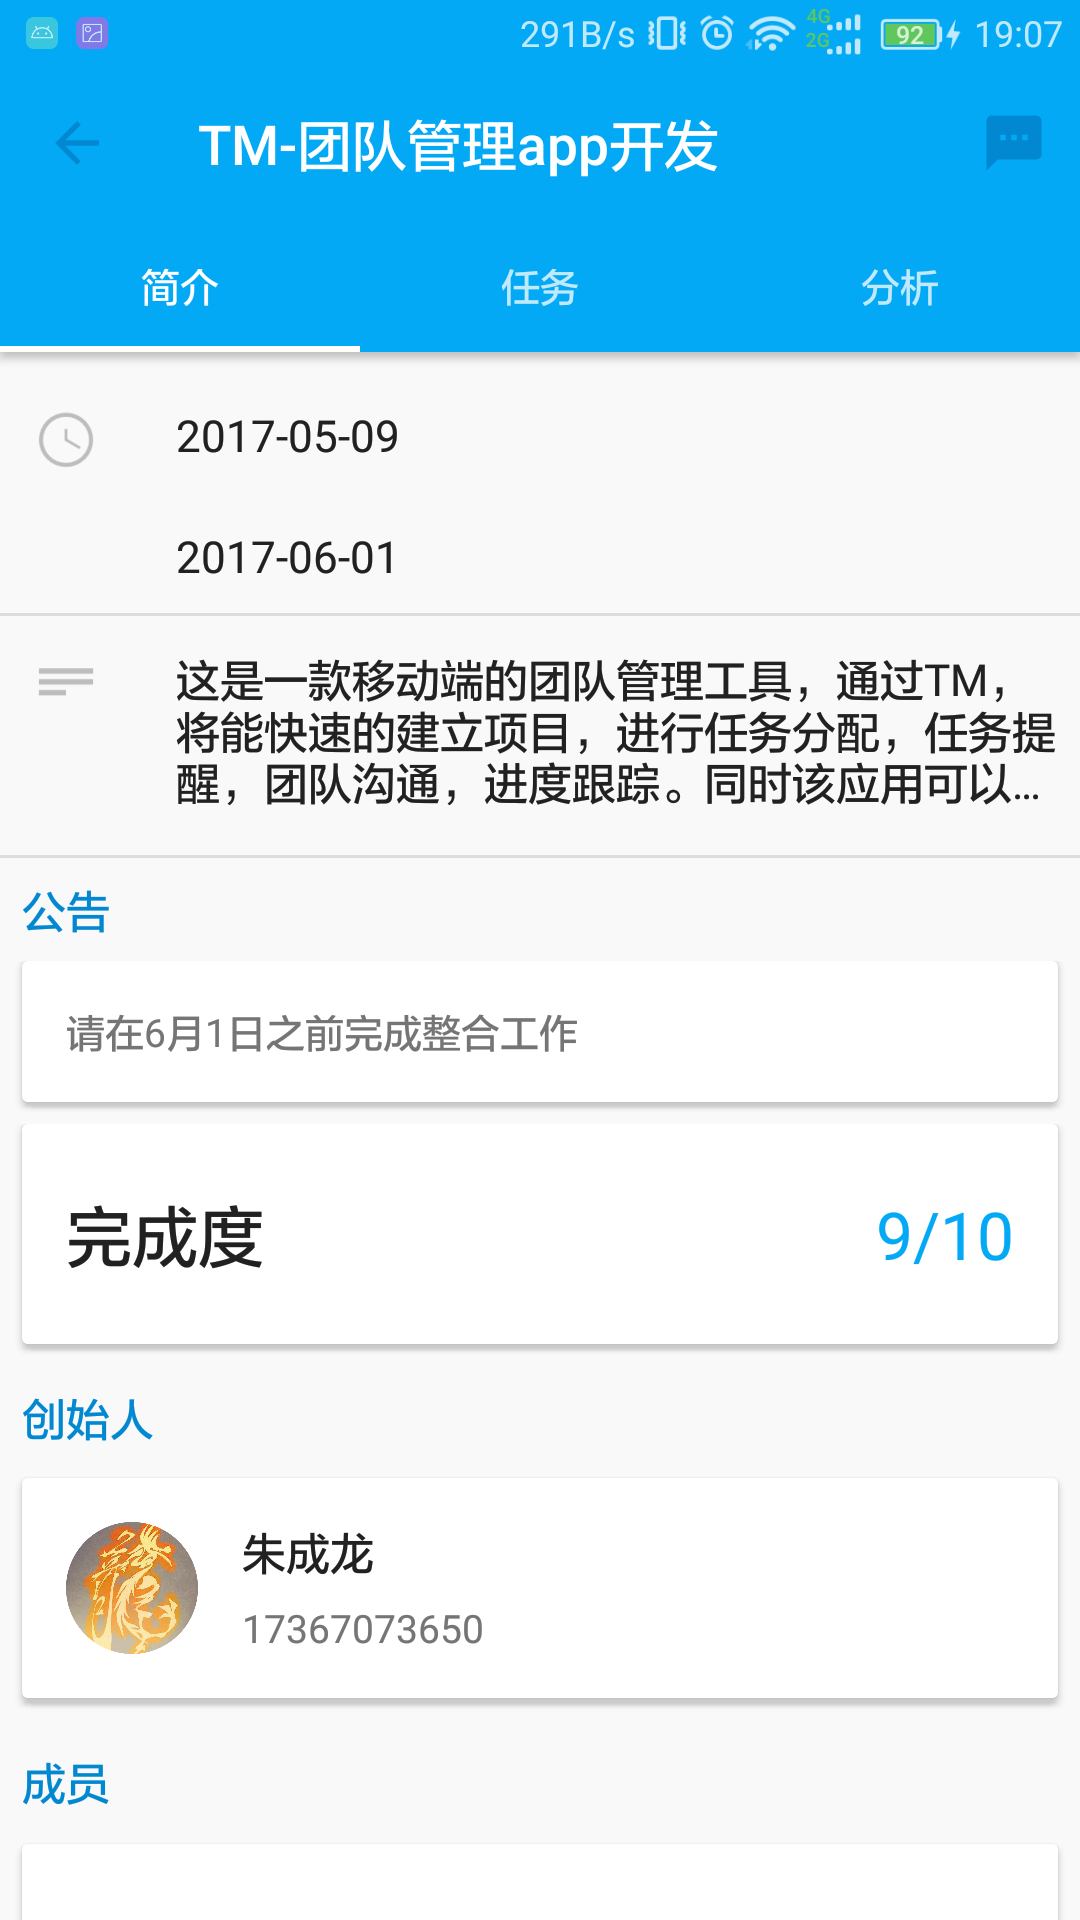 291B/s 4G 2G 92 19:07
TM-团队管理app开发
简介 任务 分析
2017-05-09
2017-06-01
这是一款移动端的团队管理工具，通过TM，
将能快速的建立项目，进行任务分配，任务提
醒，团队沟通，进度跟踪。同时该应用可以...
公告
请在6月1日之前完成整合工作
完成度 9/10
创始人
朱成龙
17367073650
成员